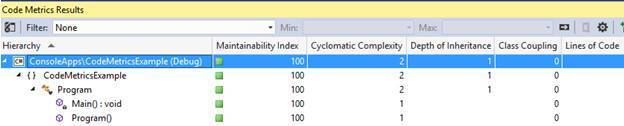 Code Metrics Results
Filter: None Min: Max:
Hierarchy Maintainability Index Cyclomatic Complexity Depth of Inheritance Class Coupling Lines of Code
C# ConsoleApps\CodeMetricsExample (Debug) 100 2 1 0
{ } CodeMetricsExample 100 2 1 0
Program 100 2 1 0
Main() : void 100 1 0
Program() 100 1 0